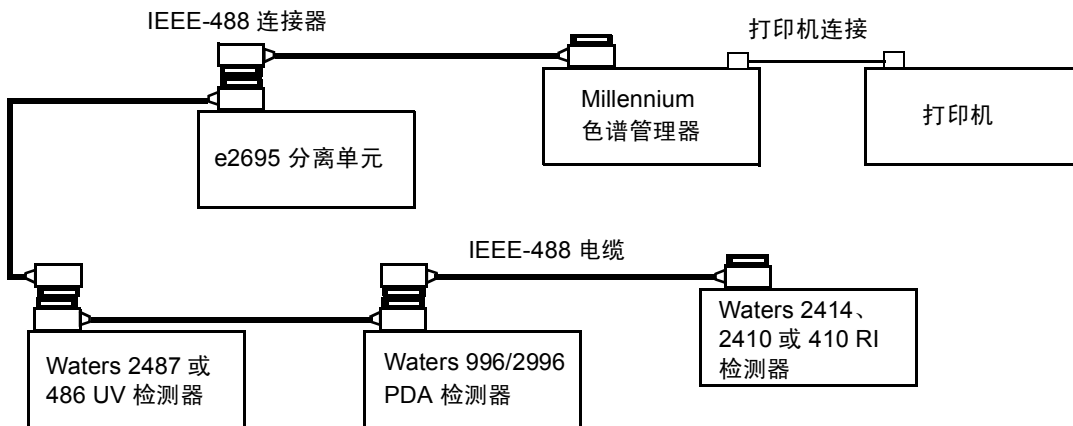 IEEE-488 连接器
打印机连接
Millennium
色谱管理器
打印机
e2695 分离单元
IEEE-488 电缆
Waters 2487 或
486 UV 检测器
Waters 996/2996
PDA 检测器
Waters 2414、
2410 或 410 RI
检测器